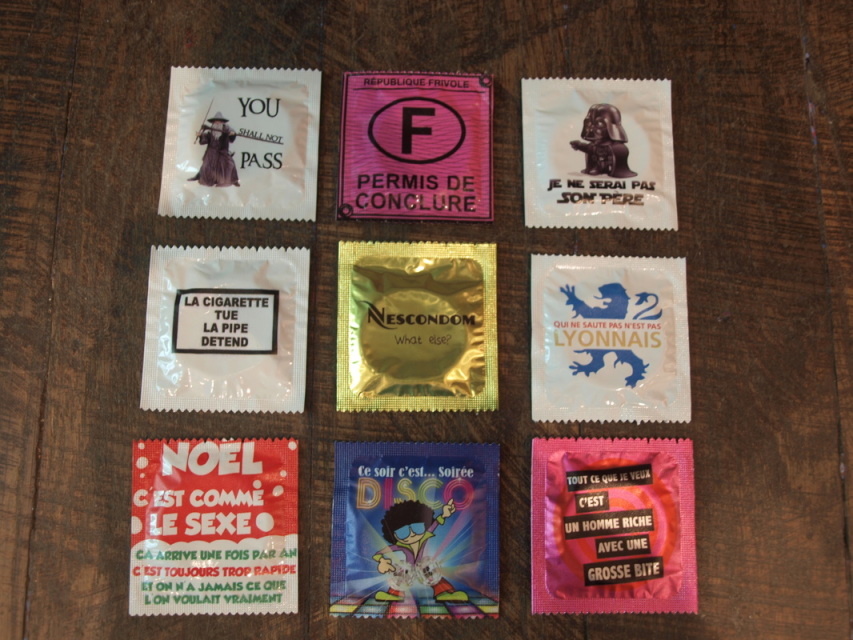 YOU
SHALL NOT
PASS
RÉPUBLIQUE FRIVOLE
F
PERMIS DE
CONCLURE
JE NE SERAI PAS
SON PÈRE
LA CIGARETTE
TUE
LA PIPE
DETEND
NESCONDOM
What else?
QUI NE SAUTE PAS N'EST PAS
LYONNAIS
NOËL
C'EST COMME
LE SEXE
ÇA ARRIVE UNE FOIS PAR AN
C'EST TOUJOURS TROP RAPIDE
ET ON N'A JAMAIS CE QUE
L'ON VOULAIT VRAIMENT
Ce soir c'est... Soirée
DISCO
TOUT CE QUE JE VEUX
C'EST
UN HOMME RICHE
AVEC UNE
GROSSE BITE